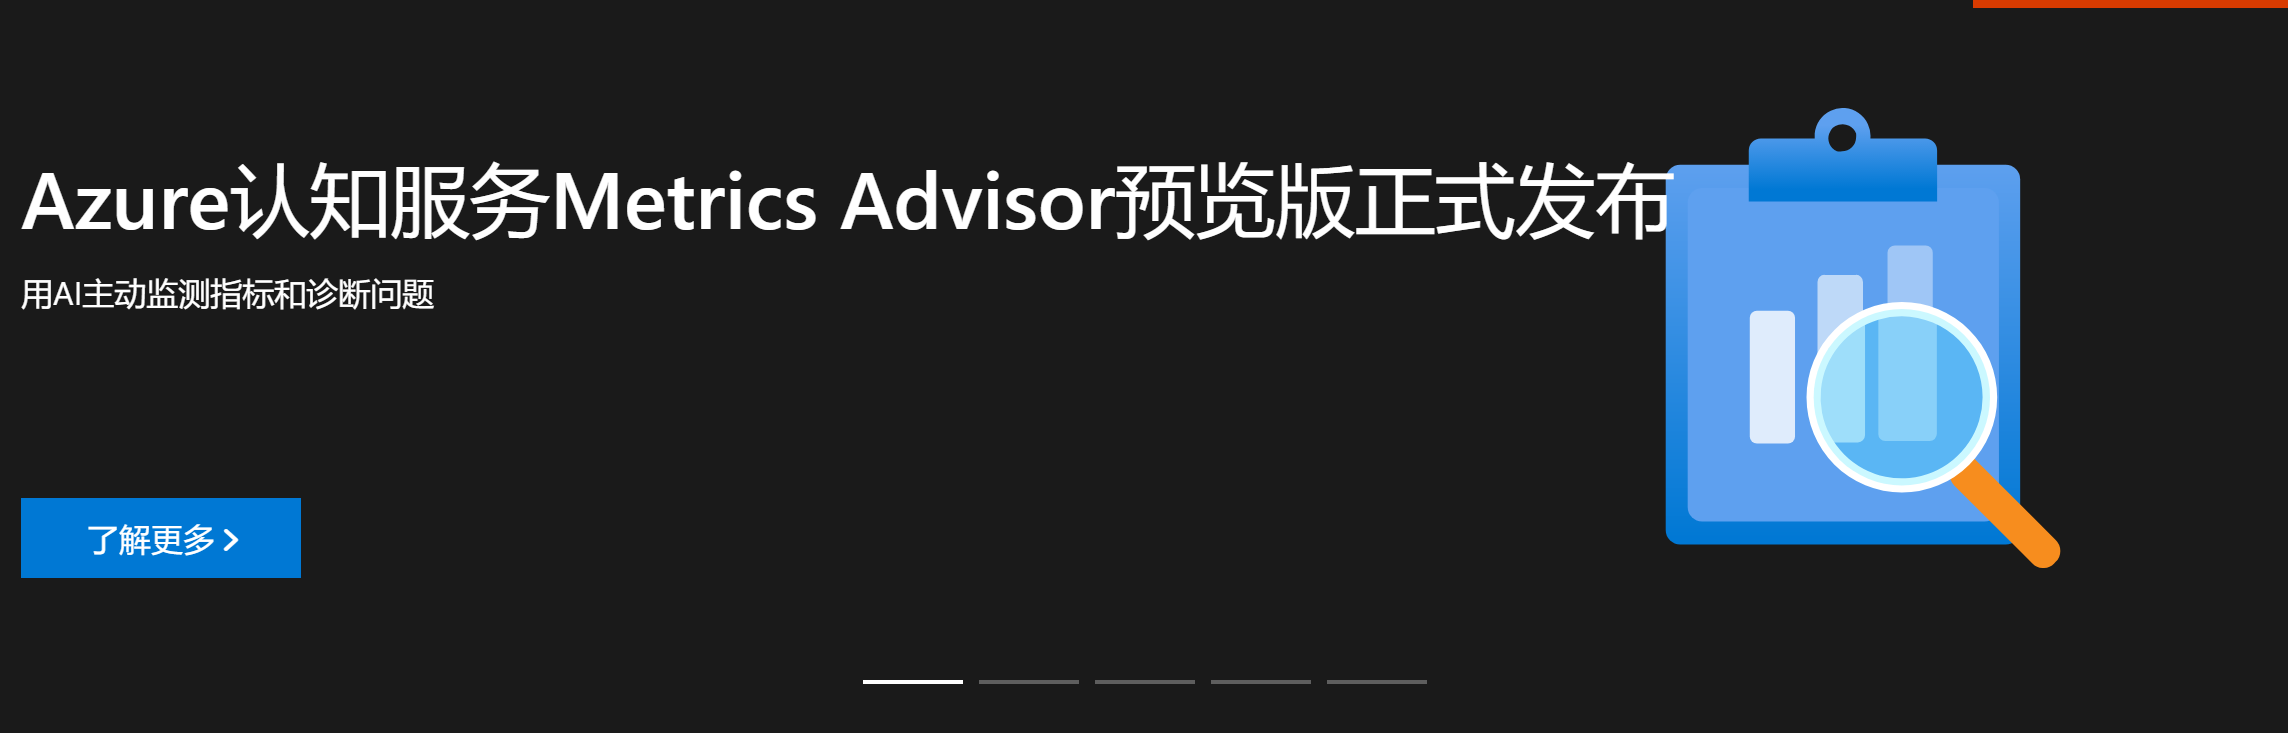 Azure认知服务Metrics Advisor预览版正式发布
用AI主动监测指标和诊断问题
了解更多